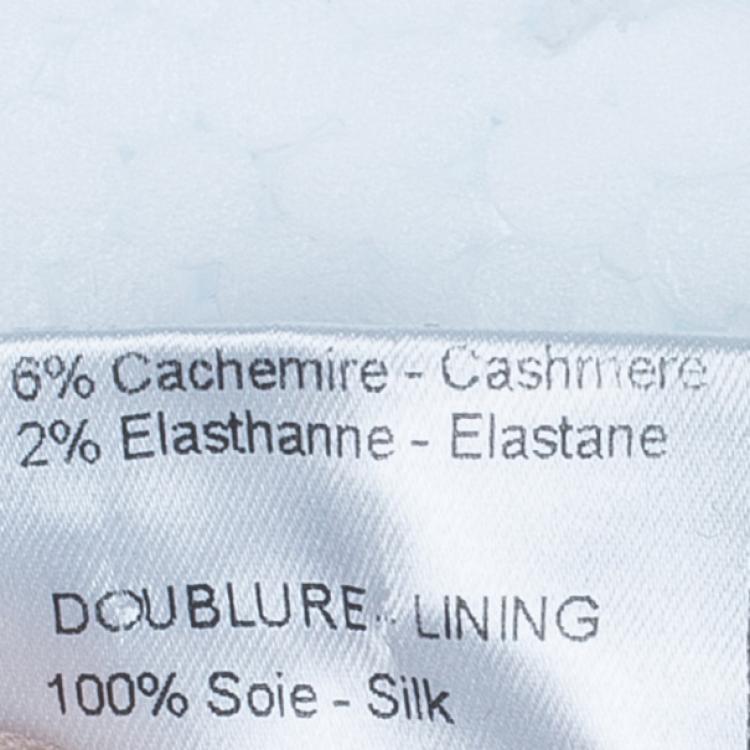 6% Cachemire - Cashmere
2% Elasthanne - Elastane
DOUBLURE - LINING
100% Soie - Silk